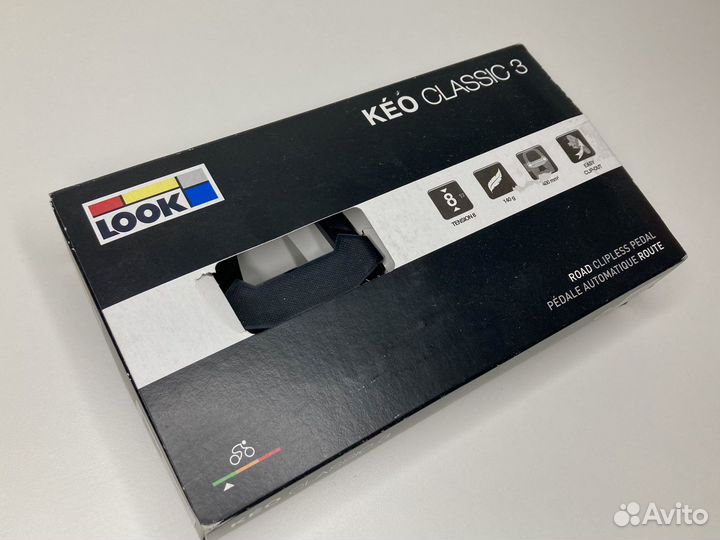 KÉO CLASSIC 3
LOOK
8
TENSION 8
140 g
400 mm²
EASY
CLIP-OUT
ROAD CLIPLESS PEDAL
PÉDALE AUTOMATIQUE ROUTE
Avito